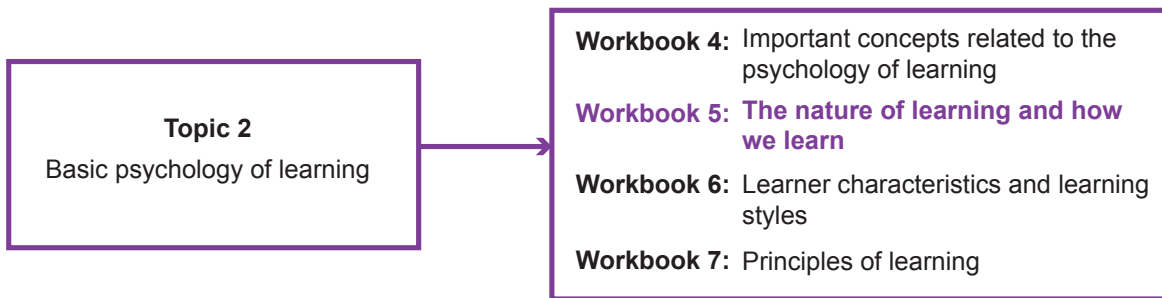 Topic 2
Basic psychology of learning
Workbook 4: Important concepts related to the
psychology of learning
Workbook 5: The nature of learning and how
we learn
Workbook 6: Learner characteristics and learning
styles
Workbook 7: Principles of learning